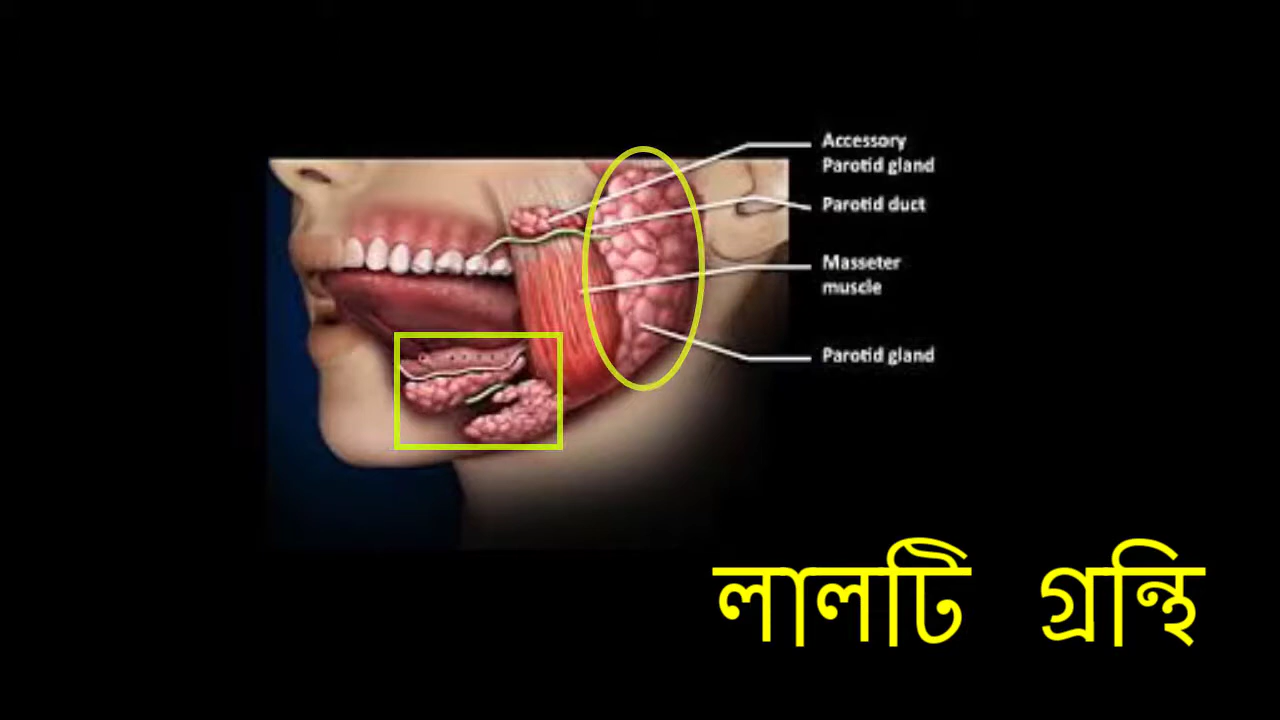 Accessory
Parotid gland
Parotid duct
Masseter
muscle
Parotid gland
লালটি গ্রন্থি